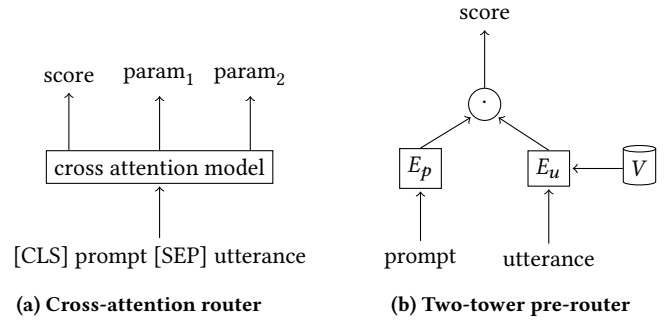 score param₁ param₂
cross attention model
[CLS] prompt [SEP] utterance
(a) Cross-attention router
score
·
Eₚ Eᵤ V
prompt utterance
(b) Two-tower pre-router